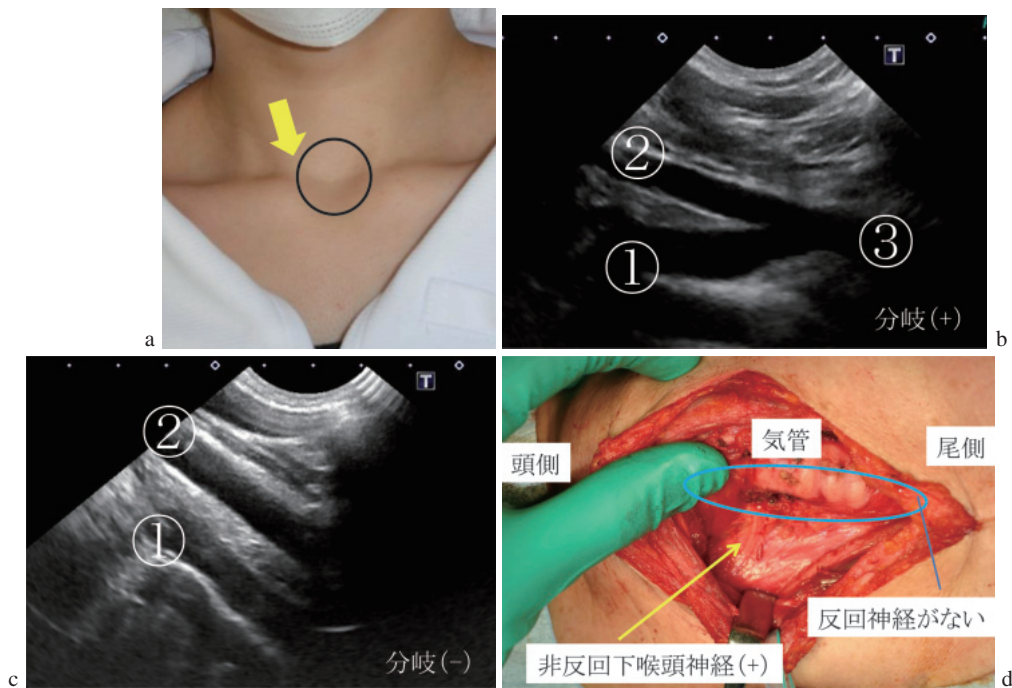 a
T
②
①
③
分岐(+)
b
T
②
①
分岐(-)
c
頭側
気管
尾側
反回神経がない
非反回下喉頭神経(+)
d